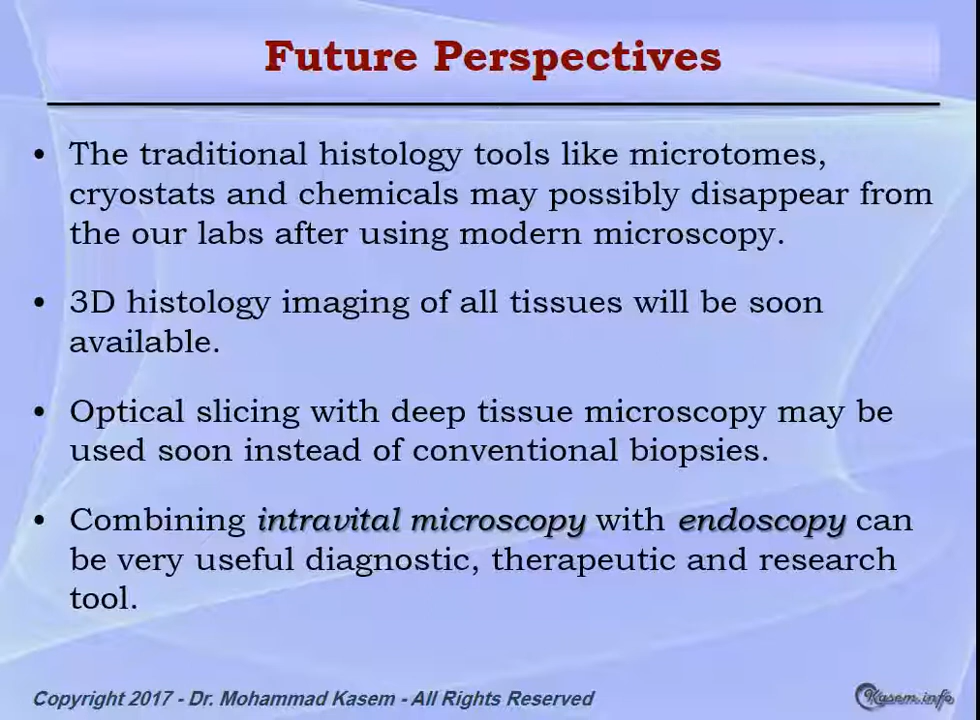 Future Perspectives
• The traditional histology tools like microtomes,
cryostats and chemicals may possibly disappear from
the our labs after using modern microscopy.
• 3D histology imaging of all tissues will be soon
available.
• Optical slicing with deep tissue microscopy may be
used soon instead of conventional biopsies.
• Combining intravital microscopy with endoscopy can
be very useful diagnostic, therapeutic and research
tool.
Copyright 2017 - Dr. Mohammad Kasem - All Rights Reserved
Kasem.info